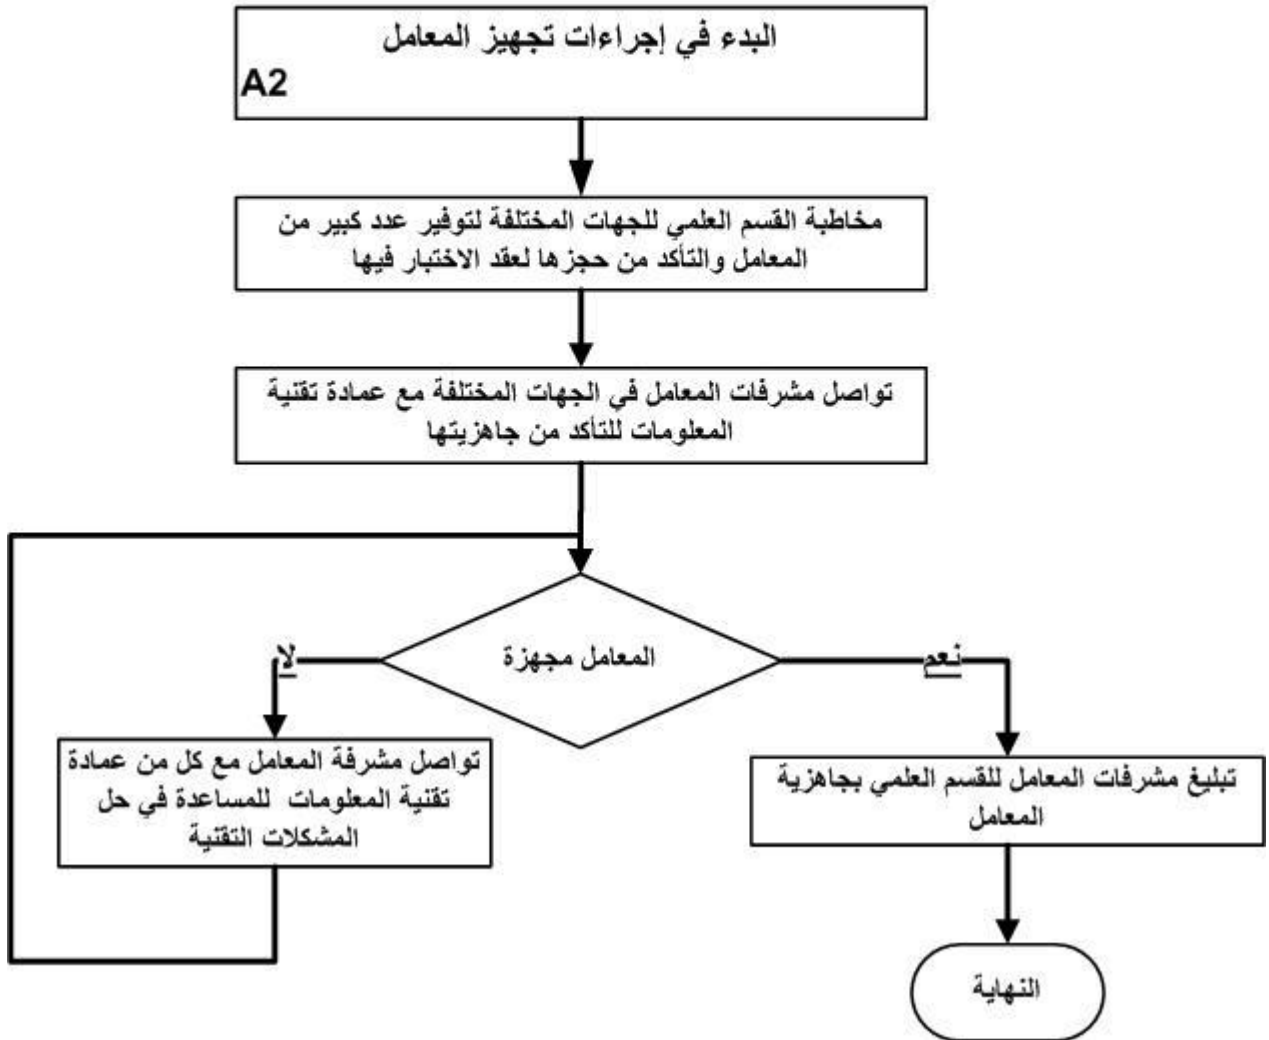 البدء في إجراءات تجهيز المعامل
A2
مخاطبة القسم العلمي للجهات المختلفة لتوفير عدد كبير من
المعامل والتأكد من حجزها لعقد الاختبار فيها
تواصل مشرفات المعامل في الجهات المختلفة مع عمادة تقنية
المعلومات للتأكد من جاهزيتها
المعامل مجهزة
نعم
لا
تبليغ مشرفات المعامل للقسم العلمي بجاهزية
المعامل
تواصل مشرفة المعامل مع كل من عمادة
تقنية المعلومات للمساعدة في حل
المشكلات التقنية
النهاية